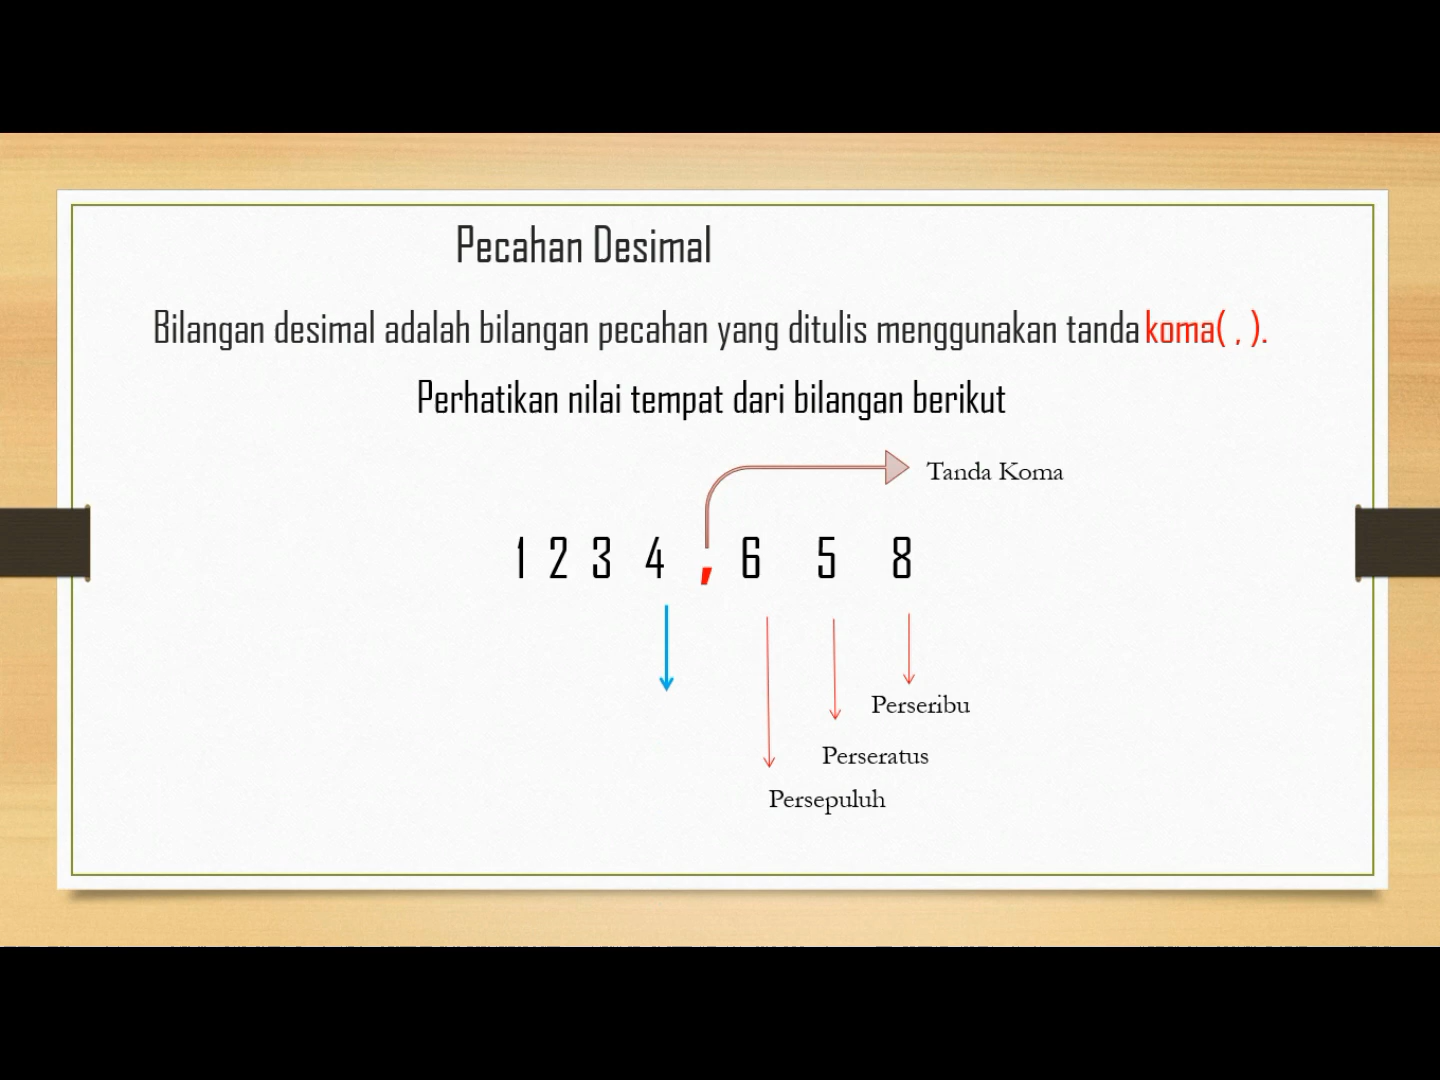 Pecahan Desimal
Bilangan desimal adalah bilangan pecahan yang ditulis menggunakan tanda koma( , ).
Perhatikan nilai tempat dari bilangan berikut
Tanda Koma
1 2 3 4 , 6 5 8
Perseribu
Perseratus
Persepuluh